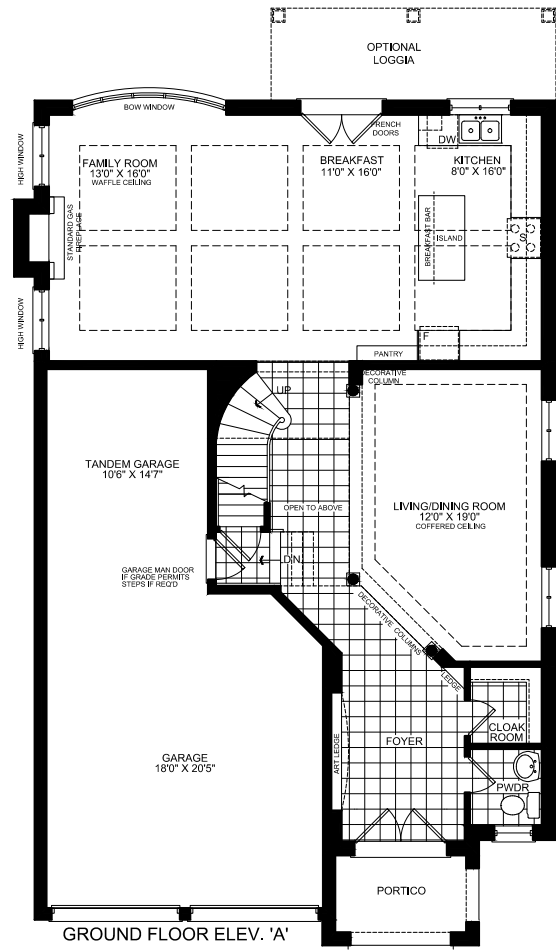 OPTIONAL
LOGGIA
BOW WINDOW
FRENCH
DOORS
DW
HIGH WINDOW
FAMILY ROOM
13'0" X 16'0"
WAFFLE CEILING
BREAKFAST
11'0" X 16'0"
KITCHEN
8'0" X 16'0"
STANDARD GAS
FIREPLACE
BREAKFAST BAR
ISLAND
S
HIGH WINDOW
F
PANTRY
DECORATIVE
COLUMN
UP
TANDEM GARAGE
10'6" X 14'7"
OPEN TO ABOVE
LIVING/DINING ROOM
12'0" X 19'0"
COFFERED CEILING
DN
GARAGE MAN DOOR
IF GRADE PERMITS
STEPS IF REQ'D
DECORATIVE COLUMNS
LEDGE
CLOAK
ROOM
FOYER
ART LEDGE
GARAGE
18'0" X 20'5"
PWDR
PORTICO
GROUND FLOOR ELEV. 'A'